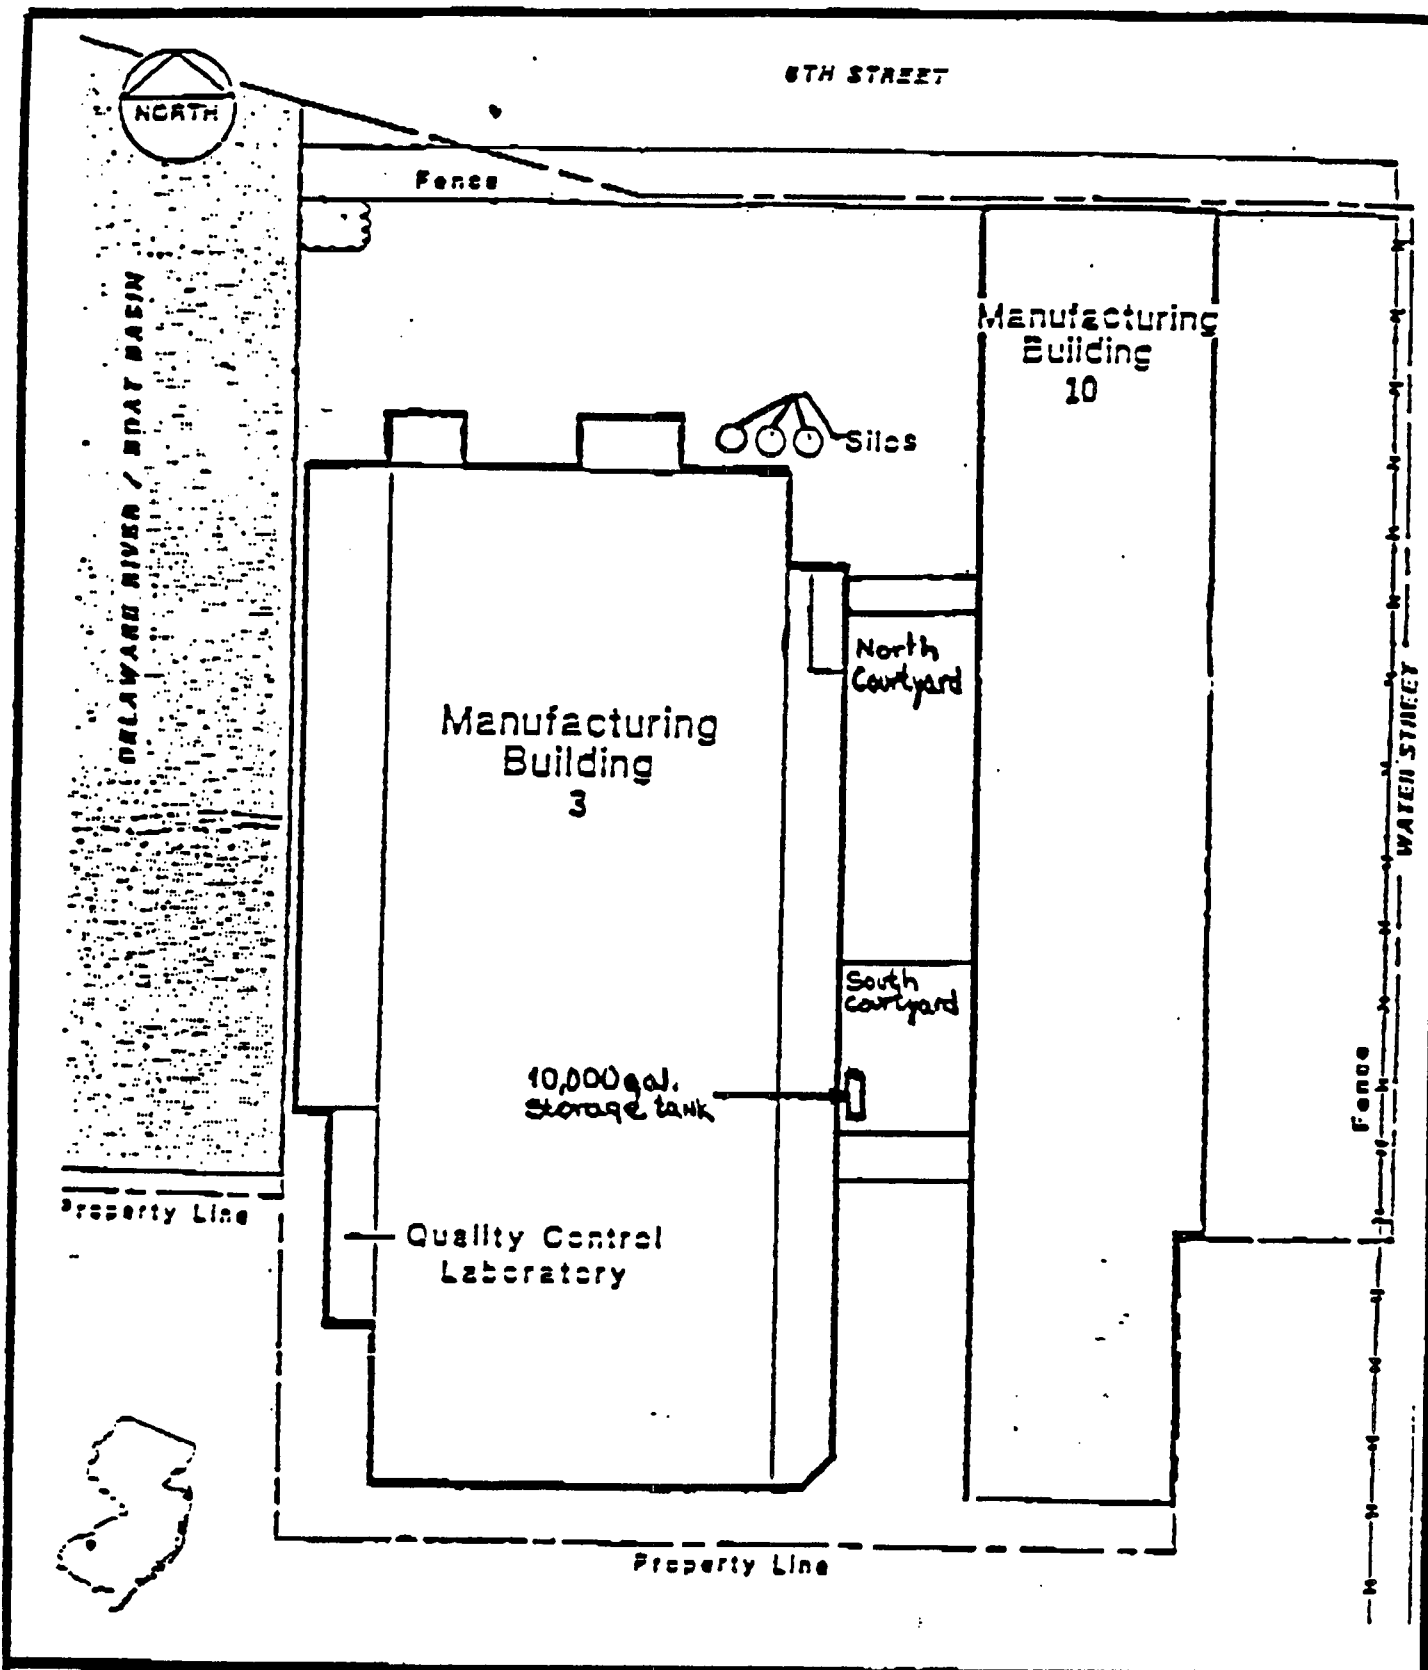 6TH STREET
NORTH
Fence
DELAWARE RIVER / BOAT BASIN
Manufacturing
Building
10
Silos
North
Courtyard
Manufacturing
Building
3
WATER STREET
South
Courtyard
10,000 gal.
Storage tank
Fence
Property Line
Quality Control
Laboratory
Property Line